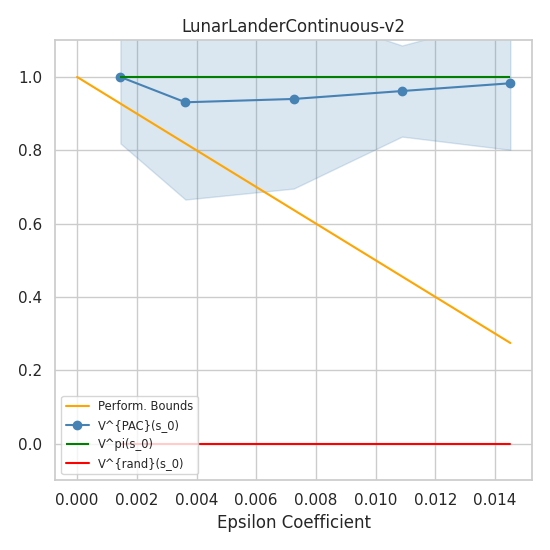 LunarLanderContinuous-v2
1.0
0.8
0.6
0.4
0.2
0.0
Perform. Bounds
V^{PAC}(s_0)
V^pi(s_0)
V^{rand}(s_0)
0.000 0.002 0.004 0.006 0.008 0.010 0.012 0.014
Epsilon Coefficient